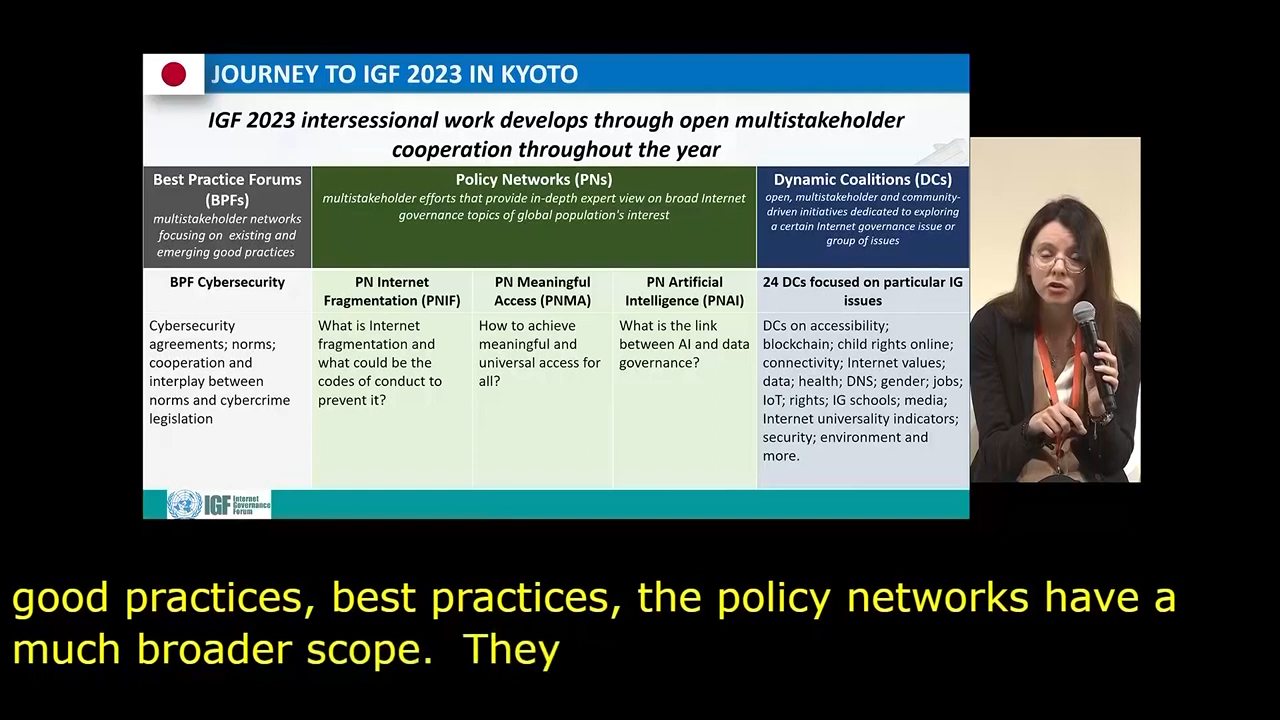 JOURNEY TO IGF 2023 IN KYOTO
IGF 2023 intersessional work develops through open multistakeholder
cooperation throughout the year
Best Practice Forums
(BPFs)
multistakeholder networks
focusing on existing and
emerging good practices
Policy Networks (PNs)
multistakeholder efforts that provide in-depth expert view on broad Internet
governance topics of global population's interest
Dynamic Coalitions (DCs)
open, multistakeholder and community-
driven initiatives dedicated to exploring
a certain Internet governance issue or
group of issues
BPF Cybersecurity
PN Internet
Fragmentation (PNIF)
PN Meaningful
Access (PNMA)
PN Artificial
Intelligence (PNAI)
24 DCs focused on particular IG
issues
Cybersecurity
agreements; norms;
cooperation and
interplay between
norms and cybercrime
legislation
What is Internet
fragmentation and
what could be the
codes of conduct to
prevent it?
How to achieve
meaningful and
universal access for
all?
What is the link
between AI and data
governance?
DCs on accessibility;
blockchain; child rights online;
connectivity; Internet values;
data; health; DNS; gender; jobs;
IoT; rights; IG schools; media;
Internet universality indicators;
security; environment and
more.
IGF
Internet
Governance
Forum
good practices, best practices, the policy networks have a
much broader scope.  They